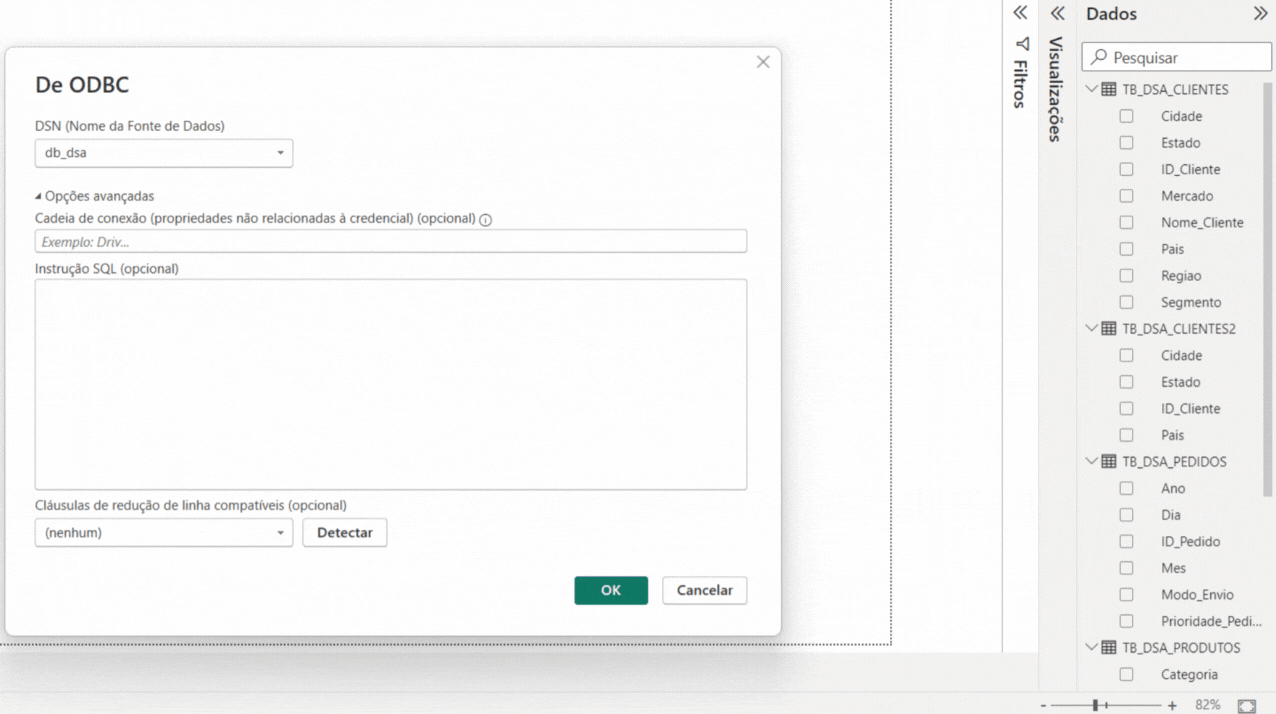 De ODBC
DSN (Nome da Fonte de Dados)
db_dsa
Opções avançadas
Cadeia de conexão (propriedades não relacionadas à credencial) (opcional)
Exemplo: Driv...
Instrução SQL (opcional)
Cláusulas de redução de linha compatíveis (opcional)
(nenhum)
Detectar
OK
Cancelar
Filtros
Visualizações
Dados
Pesquisar
TB_DSA_CLIENTES
Cidade
Estado
ID_Cliente
Mercado
Nome_Cliente
Pais
Regiao
Segmento
TB_DSA_CLIENTES2
Cidade
Estado
ID_Cliente
Pais
TB_DSA_PEDIDOS
Ano
Dia
ID_Pedido
Mes
Modo_Envio
Prioridade_Pedi...
TB_DSA_PRODUTOS
Categoria
- + 82%